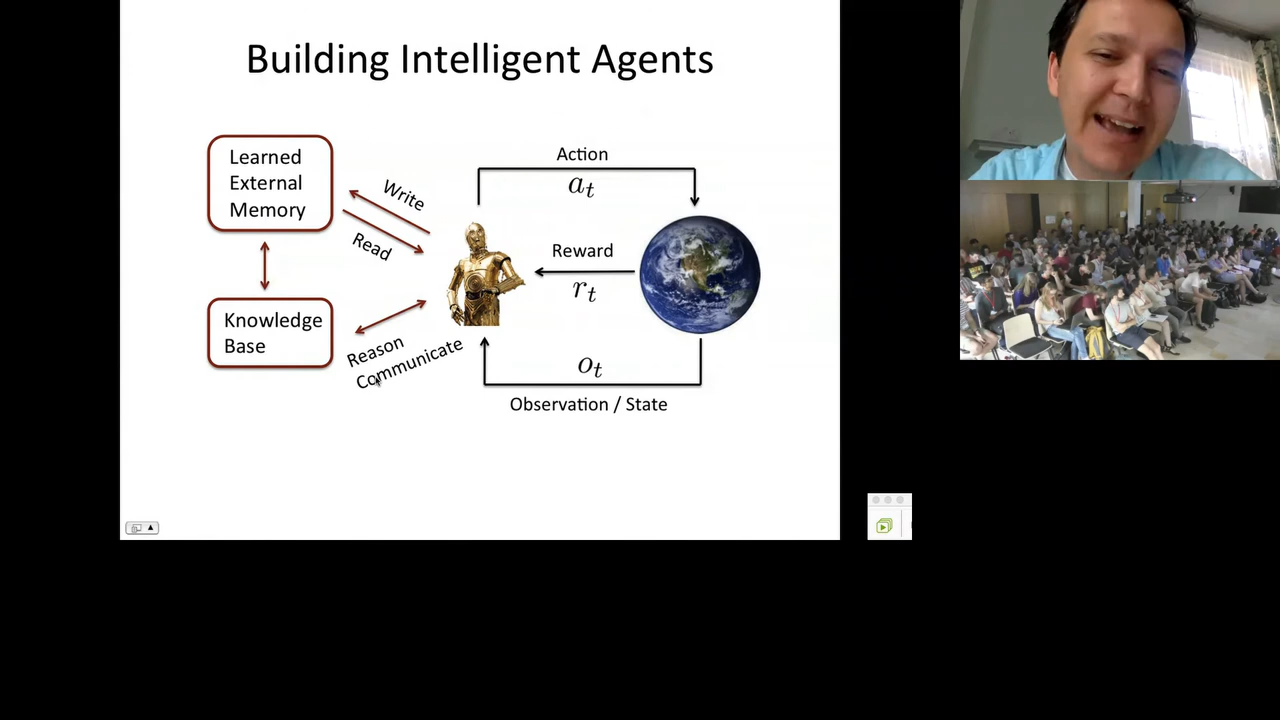 Building Intelligent Agents
Learned
External
Memory
Write
Read
Action
a_t
Reward
r_t
Knowledge
Base
Reason
Communicate
o_t
Observation / State